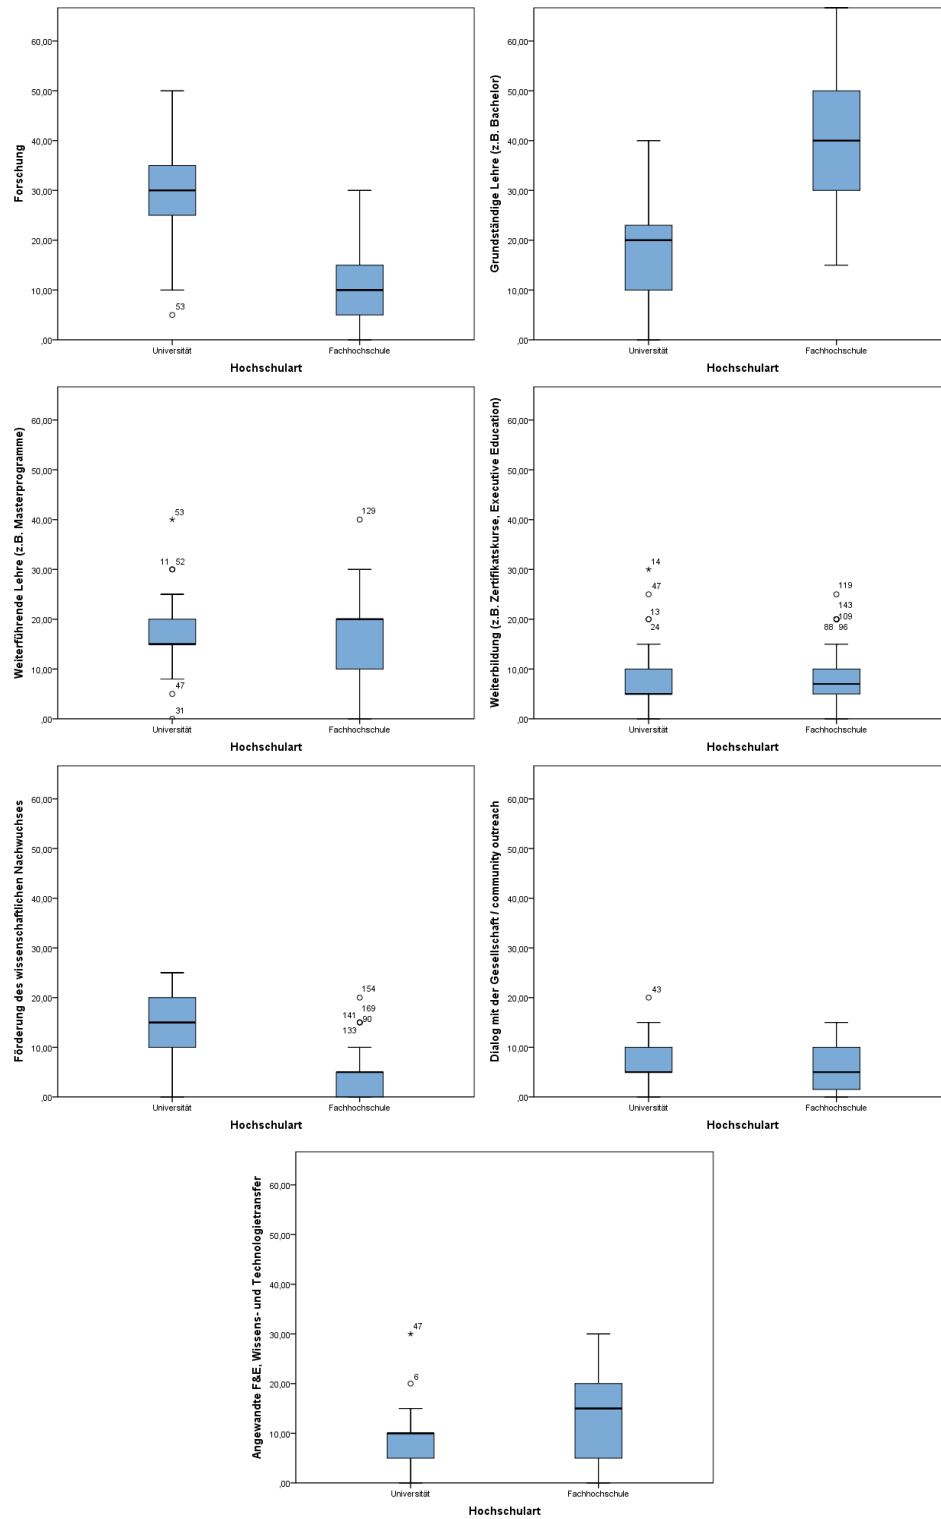 Forschung
60,00
50,00
40,00
30,00
20,00
10,00
,00
53
Universität
Fachhochschule
Hochschulart
Grundständige Lehre (z.B. Bachelor)
60,00
50,00
40,00
30,00
20,00
10,00
,00
Universität
Fachhochschule
Hochschulart
Weiterführende Lehre (z.B. Masterprogramme)
60,00
50,00
40,00
30,00
20,00
10,00
,00
53
11 52
47
31
129
Universität
Fachhochschule
Hochschulart
Weiterbildung (z.B. Zertifikatskurse, Executive Education)
60,00
50,00
40,00
30,00
20,00
10,00
,00
14
47
13
24
119
143
109
88 96
Universität
Fachhochschule
Hochschulart
Förderung des wissenschaftlichen Nachwuchses
60,00
50,00
40,00
30,00
20,00
10,00
,00
154
169
141 90
133
Universität
Fachhochschule
Hochschulart
Dialog mit der Gesellschaft / community outreach
60,00
50,00
40,00
30,00
20,00
10,00
,00
43
Universität
Fachhochschule
Hochschulart
Angewandte F&E, Wissens- und Technologietransfer
60,00
50,00
40,00
30,00
20,00
10,00
,00
47
6
Universität
Fachhochschule
Hochschulart